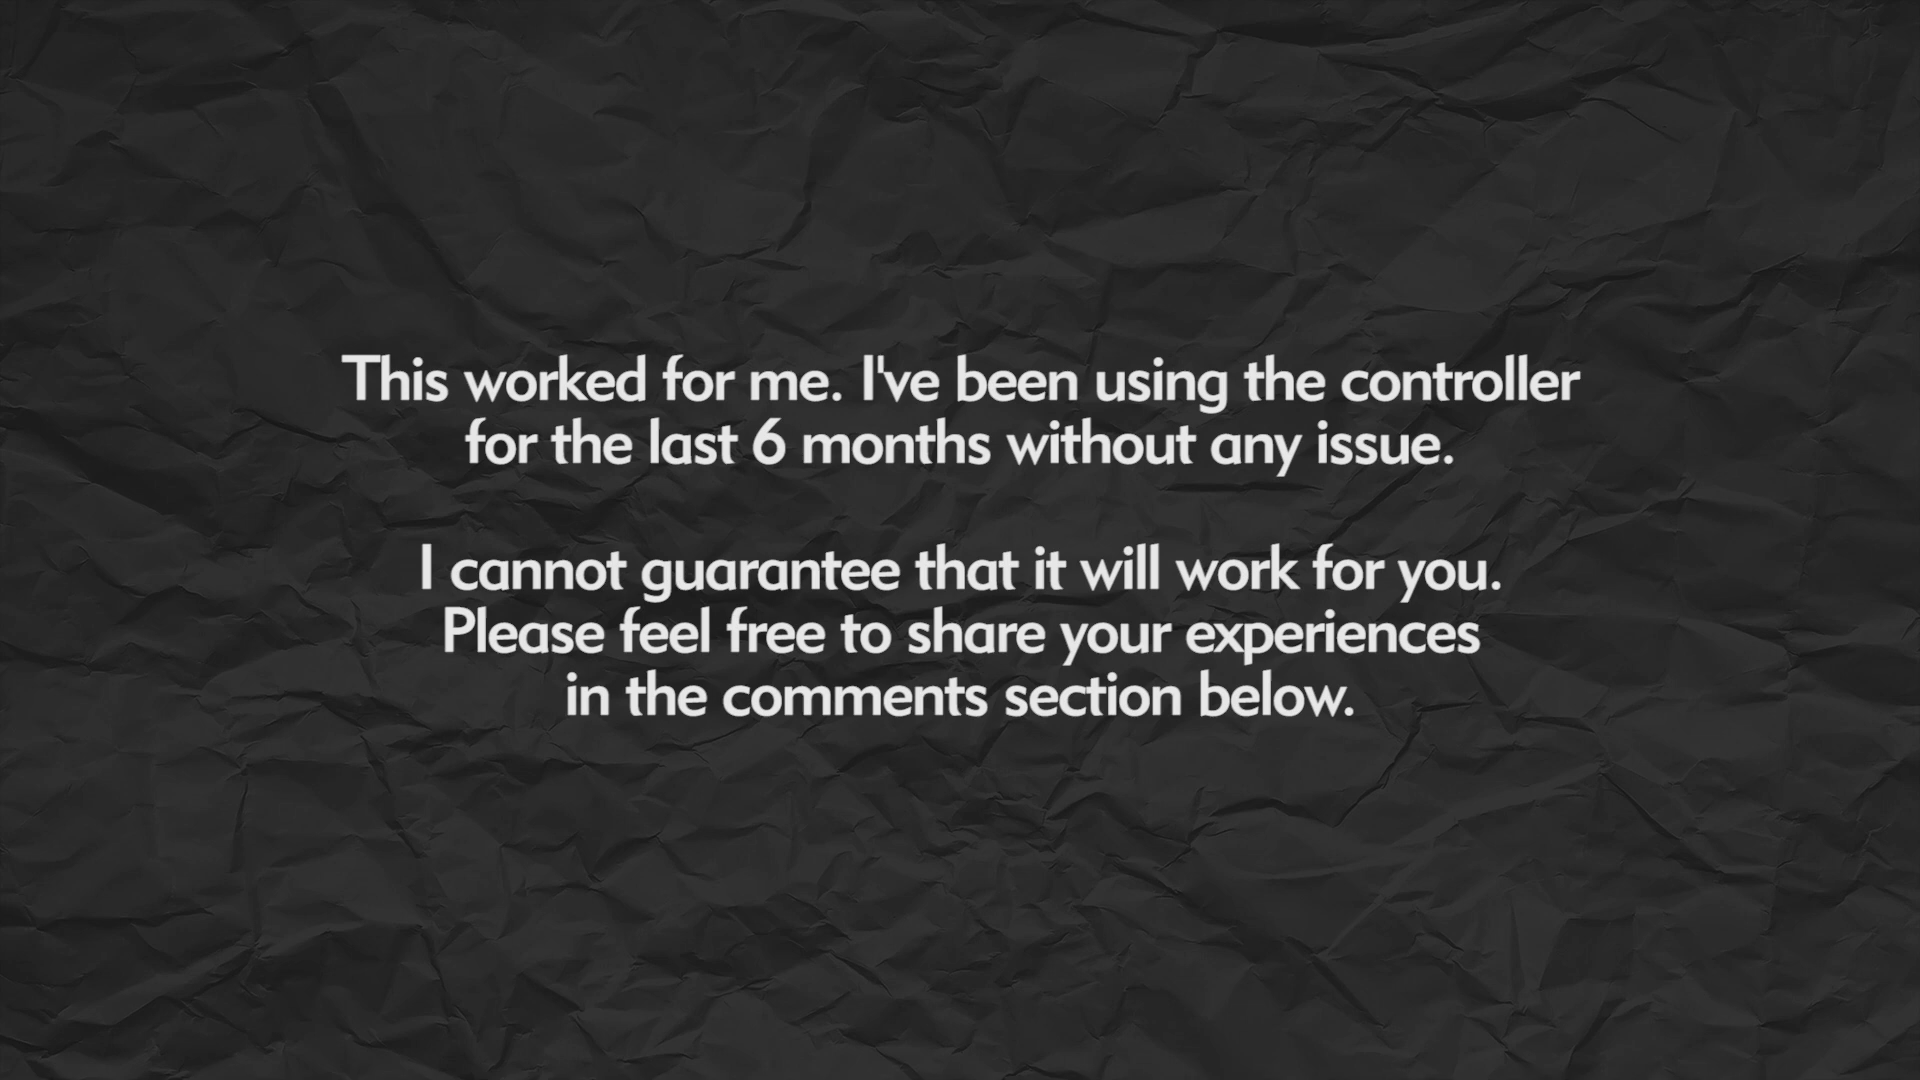 This worked for me. I've been using the controller
for the last 6 months without any issue.
I cannot guarantee that it will work for you.
Please feel free to share your experiences
in the comments section below.